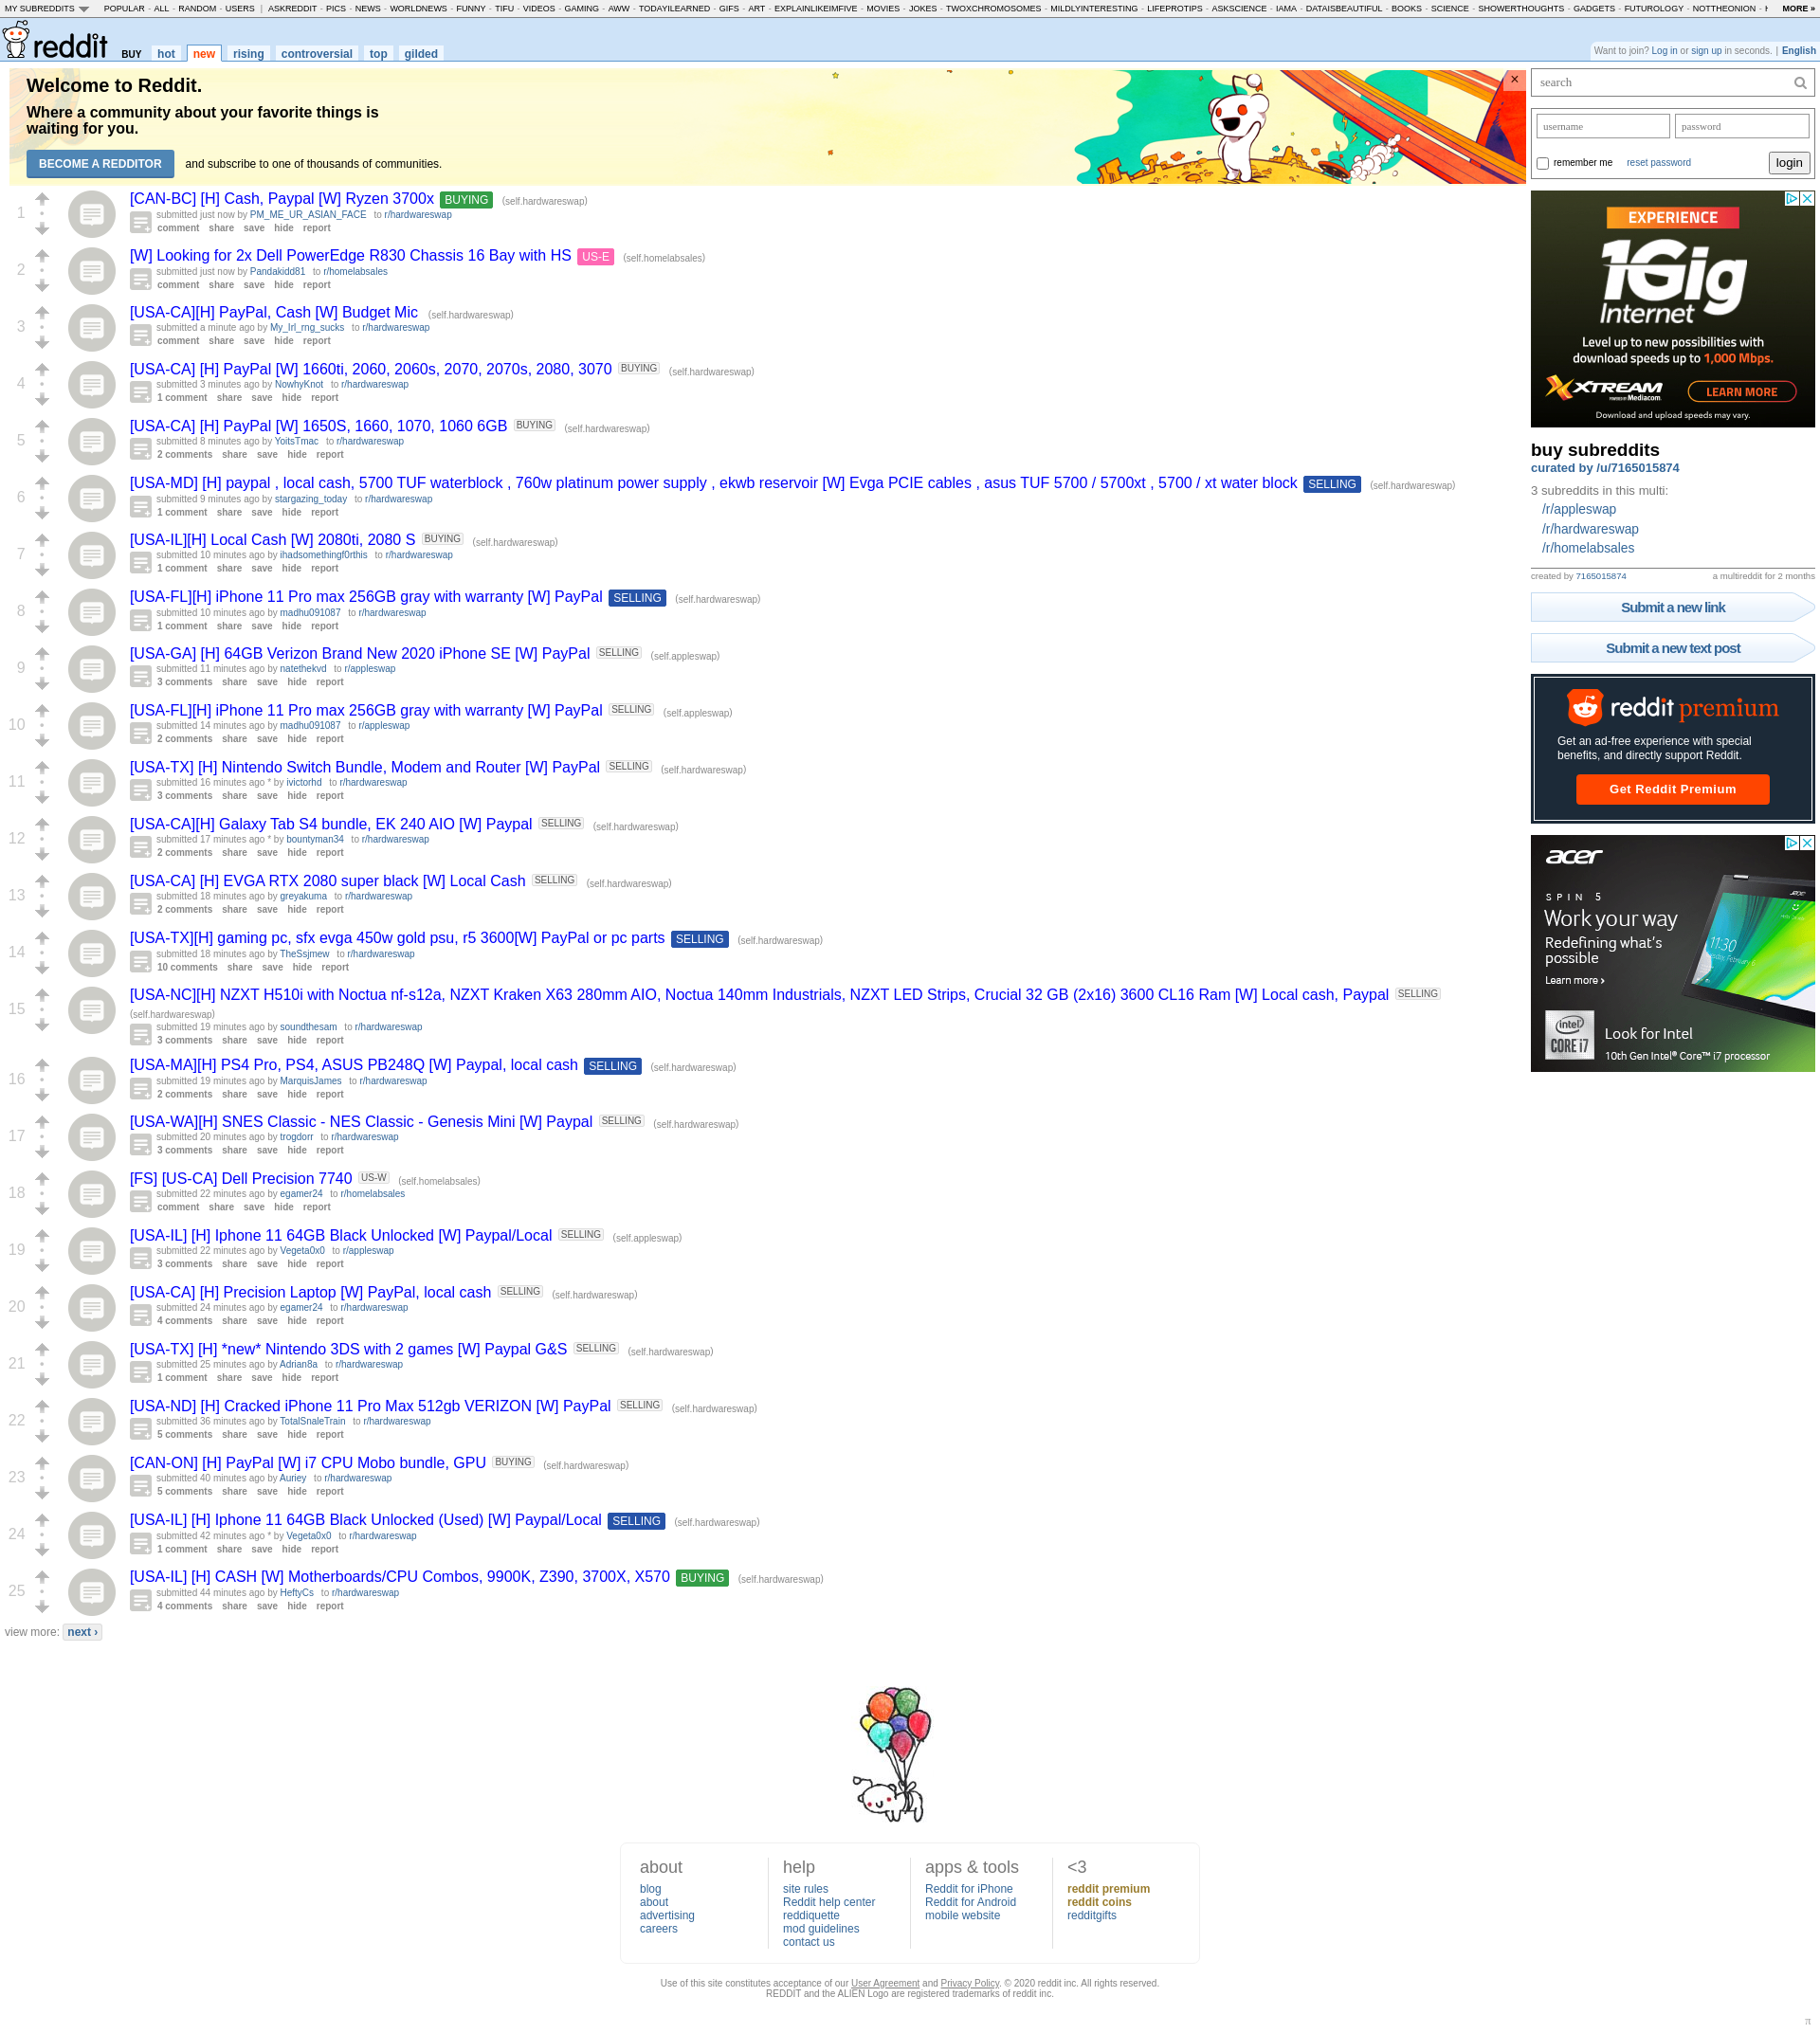 MY SUBREDDITS POPULAR - ALL - RANDOM - USERS | ASKREDDIT - PICS - NEWS - WORLDNEWS - FUNNY - TIFU - VIDEOS - GAMING - AWW - TODAYILEARNED - GIFS - ART - EXPLAINLIKEIMFIVE - MOVIES - JOKES - TWOXCHROMOSOMES - MILDLYINTERESTING - LIFEPROTIPS - ASKSCIENCE - IAMA - DATAISBEAUTIFUL - BOOKS - SCIENCE - SHOWERTHOUGHTS - GADGETS - FUTUROLOGY - NOTTHEONION - MORE »
reddit BUY hot new rising controversial top gilded
Want to join? Log in or sign up in seconds. | English
Welcome to Reddit.
Where a community about your favorite things is
waiting for you.
BECOME A REDDITOR and subscribe to one of thousands of communities.
×
1
[CAN-BC] [H] Cash, Paypal [W] Ryzen 3700x BUYING (self.hardwareswap)
submitted just now by PM_ME_UR_ASIAN_FACE to r/hardwareswap
comment share save hide report
2
[W] Looking for 2x Dell PowerEdge R830 Chassis 16 Bay with HS US-E (self.homelabsales)
submitted just now by Pandakidd81 to r/homelabsales
comment share save hide report
3
[USA-CA][H] PayPal, Cash [W] Budget Mic (self.hardwareswap)
submitted a minute ago by My_Irl_rng_sucks to r/hardwareswap
comment share save hide report
4
[USA-CA] [H] PayPal [W] 1660ti, 2060, 2060s, 2070, 2070s, 2080, 3070 BUYING (self.hardwareswap)
submitted 3 minutes ago by NowhyKnot to r/hardwareswap
1 comment share save hide report
5
[USA-CA] [H] PayPal [W] 1650S, 1660, 1070, 1060 6GB BUYING (self.hardwareswap)
submitted 8 minutes ago by YoitsTmac to r/hardwareswap
2 comments share save hide report
6
[USA-MD] [H] paypal , local cash, 5700 TUF waterblock , 760w platinum power supply , ekwb reservoir [W] Evga PCIE cables , asus TUF 5700 / 5700xt , 5700 / xt water block SELLING (self.hardwareswap)
submitted 9 minutes ago by stargazing_today to r/hardwareswap
1 comment share save hide report
7
[USA-IL][H] Local Cash [W] 2080ti, 2080 S BUYING (self.hardwareswap)
submitted 10 minutes ago by ihadsomethingf0rthis to r/hardwareswap
1 comment share save hide report
8
[USA-FL][H] iPhone 11 Pro max 256GB gray with warranty [W] PayPal SELLING (self.hardwareswap)
submitted 10 minutes ago by madhu091087 to r/hardwareswap
1 comment share save hide report
9
[USA-GA] [H] 64GB Verizon Brand New 2020 iPhone SE [W] PayPal SELLING (self.appleswap)
submitted 11 minutes ago by natethekvd to r/appleswap
3 comments share save hide report
10
[USA-FL][H] iPhone 11 Pro max 256GB gray with warranty [W] PayPal SELLING (self.appleswap)
submitted 14 minutes ago by madhu091087 to r/appleswap
2 comments share save hide report
11
[USA-TX] [H] Nintendo Switch Bundle, Modem and Router [W] PayPal SELLING (self.hardwareswap)
submitted 16 minutes ago * by ivictorhd to r/hardwareswap
3 comments share save hide report
12
[USA-CA][H] Galaxy Tab S4 bundle, EK 240 AIO [W] Paypal SELLING (self.hardwareswap)
submitted 17 minutes ago * by bountyman34 to r/hardwareswap
2 comments share save hide report
13
[USA-CA] [H] EVGA RTX 2080 super black [W] Local Cash SELLING (self.hardwareswap)
submitted 18 minutes ago by greyakuma to r/hardwareswap
2 comments share save hide report
14
[USA-TX][H] gaming pc, sfx evga 450w gold psu, r5 3600[W] PayPal or pc parts SELLING (self.hardwareswap)
submitted 18 minutes ago by TheSsjmew to r/hardwareswap
10 comments share save hide report
15
[USA-NC][H] NZXT H510i with Noctua nf-s12a, NZXT Kraken X63 280mm AIO, Noctua 140mm Industrials, NZXT LED Strips, Crucial 32 GB (2x16) 3600 CL16 Ram [W] Local cash, Paypal SELLING
(self.hardwareswap)
submitted 19 minutes ago by soundthesam to r/hardwareswap
3 comments share save hide report
16
[USA-MA][H] PS4 Pro, PS4, ASUS PB248Q [W] Paypal, local cash SELLING (self.hardwareswap)
submitted 19 minutes ago by MarquisJames to r/hardwareswap
2 comments share save hide report
17
[USA-WA][H] SNES Classic - NES Classic - Genesis Mini [W] Paypal SELLING (self.hardwareswap)
submitted 20 minutes ago by trogdorr to r/hardwareswap
3 comments share save hide report
18
[FS] [US-CA] Dell Precision 7740 US-W (self.homelabsales)
submitted 22 minutes ago by egamer24 to r/homelabsales
comment share save hide report
19
[USA-IL] [H] Iphone 11 64GB Black Unlocked [W] Paypal/Local SELLING (self.appleswap)
submitted 22 minutes ago by Vegeta0x0 to r/appleswap
3 comments share save hide report
20
[USA-CA] [H] Precision Laptop [W] PayPal, local cash SELLING (self.hardwareswap)
submitted 24 minutes ago by egamer24 to r/hardwareswap
4 comments share save hide report
21
[USA-TX] [H] *new* Nintendo 3DS with 2 games [W] Paypal G&S SELLING (self.hardwareswap)
submitted 25 minutes ago by Adrian8a to r/hardwareswap
1 comment share save hide report
22
[USA-ND] [H] Cracked iPhone 11 Pro Max 512gb VERIZON [W] PayPal SELLING (self.hardwareswap)
submitted 36 minutes ago by TotalSnaleTrain to r/hardwareswap
5 comments share save hide report
23
[CAN-ON] [H] PayPal [W] i7 CPU Mobo bundle, GPU BUYING (self.hardwareswap)
submitted 40 minutes ago by Auriey to r/hardwareswap
5 comments share save hide report
24
[USA-IL] [H] Iphone 11 64GB Black Unlocked (Used) [W] Paypal/Local SELLING (self.hardwareswap)
submitted 42 minutes ago * by Vegeta0x0 to r/hardwareswap
1 comment share save hide report
25
[USA-IL] [H] CASH [W] Motherboards/CPU Combos, 9900K, Z390, 3700X, X570 BUYING (self.hardwareswap)
submitted 44 minutes ago by HeftyCs to r/hardwareswap
4 comments share save hide report
view more: next ›
search
username password
remember me reset password login
EXPERIENCE
1Gig
Internet
Level up to new possibilities with
download speeds up to 1,000 Mbps.
XTREAM POWERED BY Mediacom LEARN MORE
Download and upload speeds may vary.
buy subreddits
curated by /u/7165015874
3 subreddits in this multi:
/r/appleswap
/r/hardwareswap
/r/homelabsales
created by 7165015874 a multireddit for 2 months
Submit a new link
Submit a new text post
reddit premium
Get an ad-free experience with special
benefits, and directly support Reddit.
Get Reddit Premium
acer
SPIN 5
Work your way
Redefining what's
possible
Learn more ›
11:30
intel
CORE i7
Look for Intel
10th Gen Intel® Core™ i7 processor
about
blog
about
advertising
careers
help
site rules
Reddit help center
reddiquette
mod guidelines
contact us
apps & tools
Reddit for iPhone
Reddit for Android
mobile website
<3
reddit premium
reddit coins
redditgifts
Use of this site constitutes acceptance of our User Agreement and Privacy Policy. © 2020 reddit inc. All rights reserved.
REDDIT and the ALIEN Logo are registered trademarks of reddit inc.
π